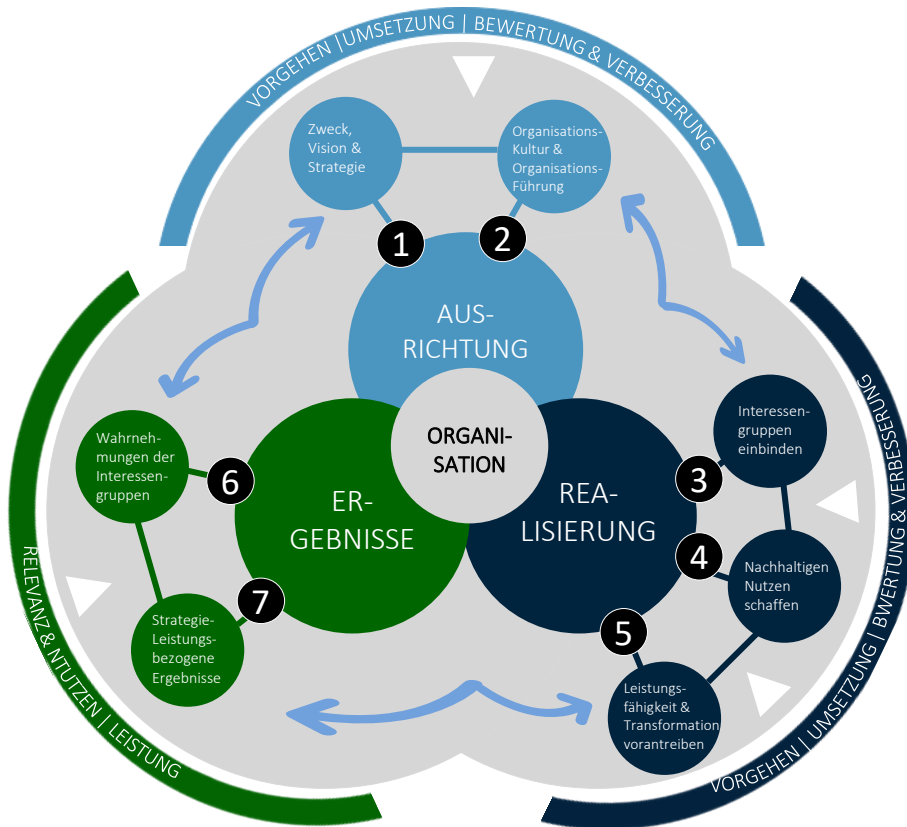 VORGEHEN |UMSETZUNG | BEWERTUNG & VERBESSERUNG
Zweck,
Vision &
Strategie
Organisations-
Kultur &
Organisations-
Führung
1
2
AUS-
RICHTUNG
ORGANI-
SATION
ER-
GEBNISSE
REA-
LISIERUNG
Interessen-
gruppen
einbinden
3
4
Nachhaltigen
Nutzen
schaffen
5
Leistungs-
fähigkeit &
Transformation
vorantreiben
VORGEHEN | UMSETZUNG | BWERTUNG & VERBESSERUNG
Wahrneh-
mungen der
Interessen-
gruppen
6
7
Strategie-
Leistungs-
bezogene
Ergebnisse
RELEVANZ & NTUTZEN | LEISTUNG